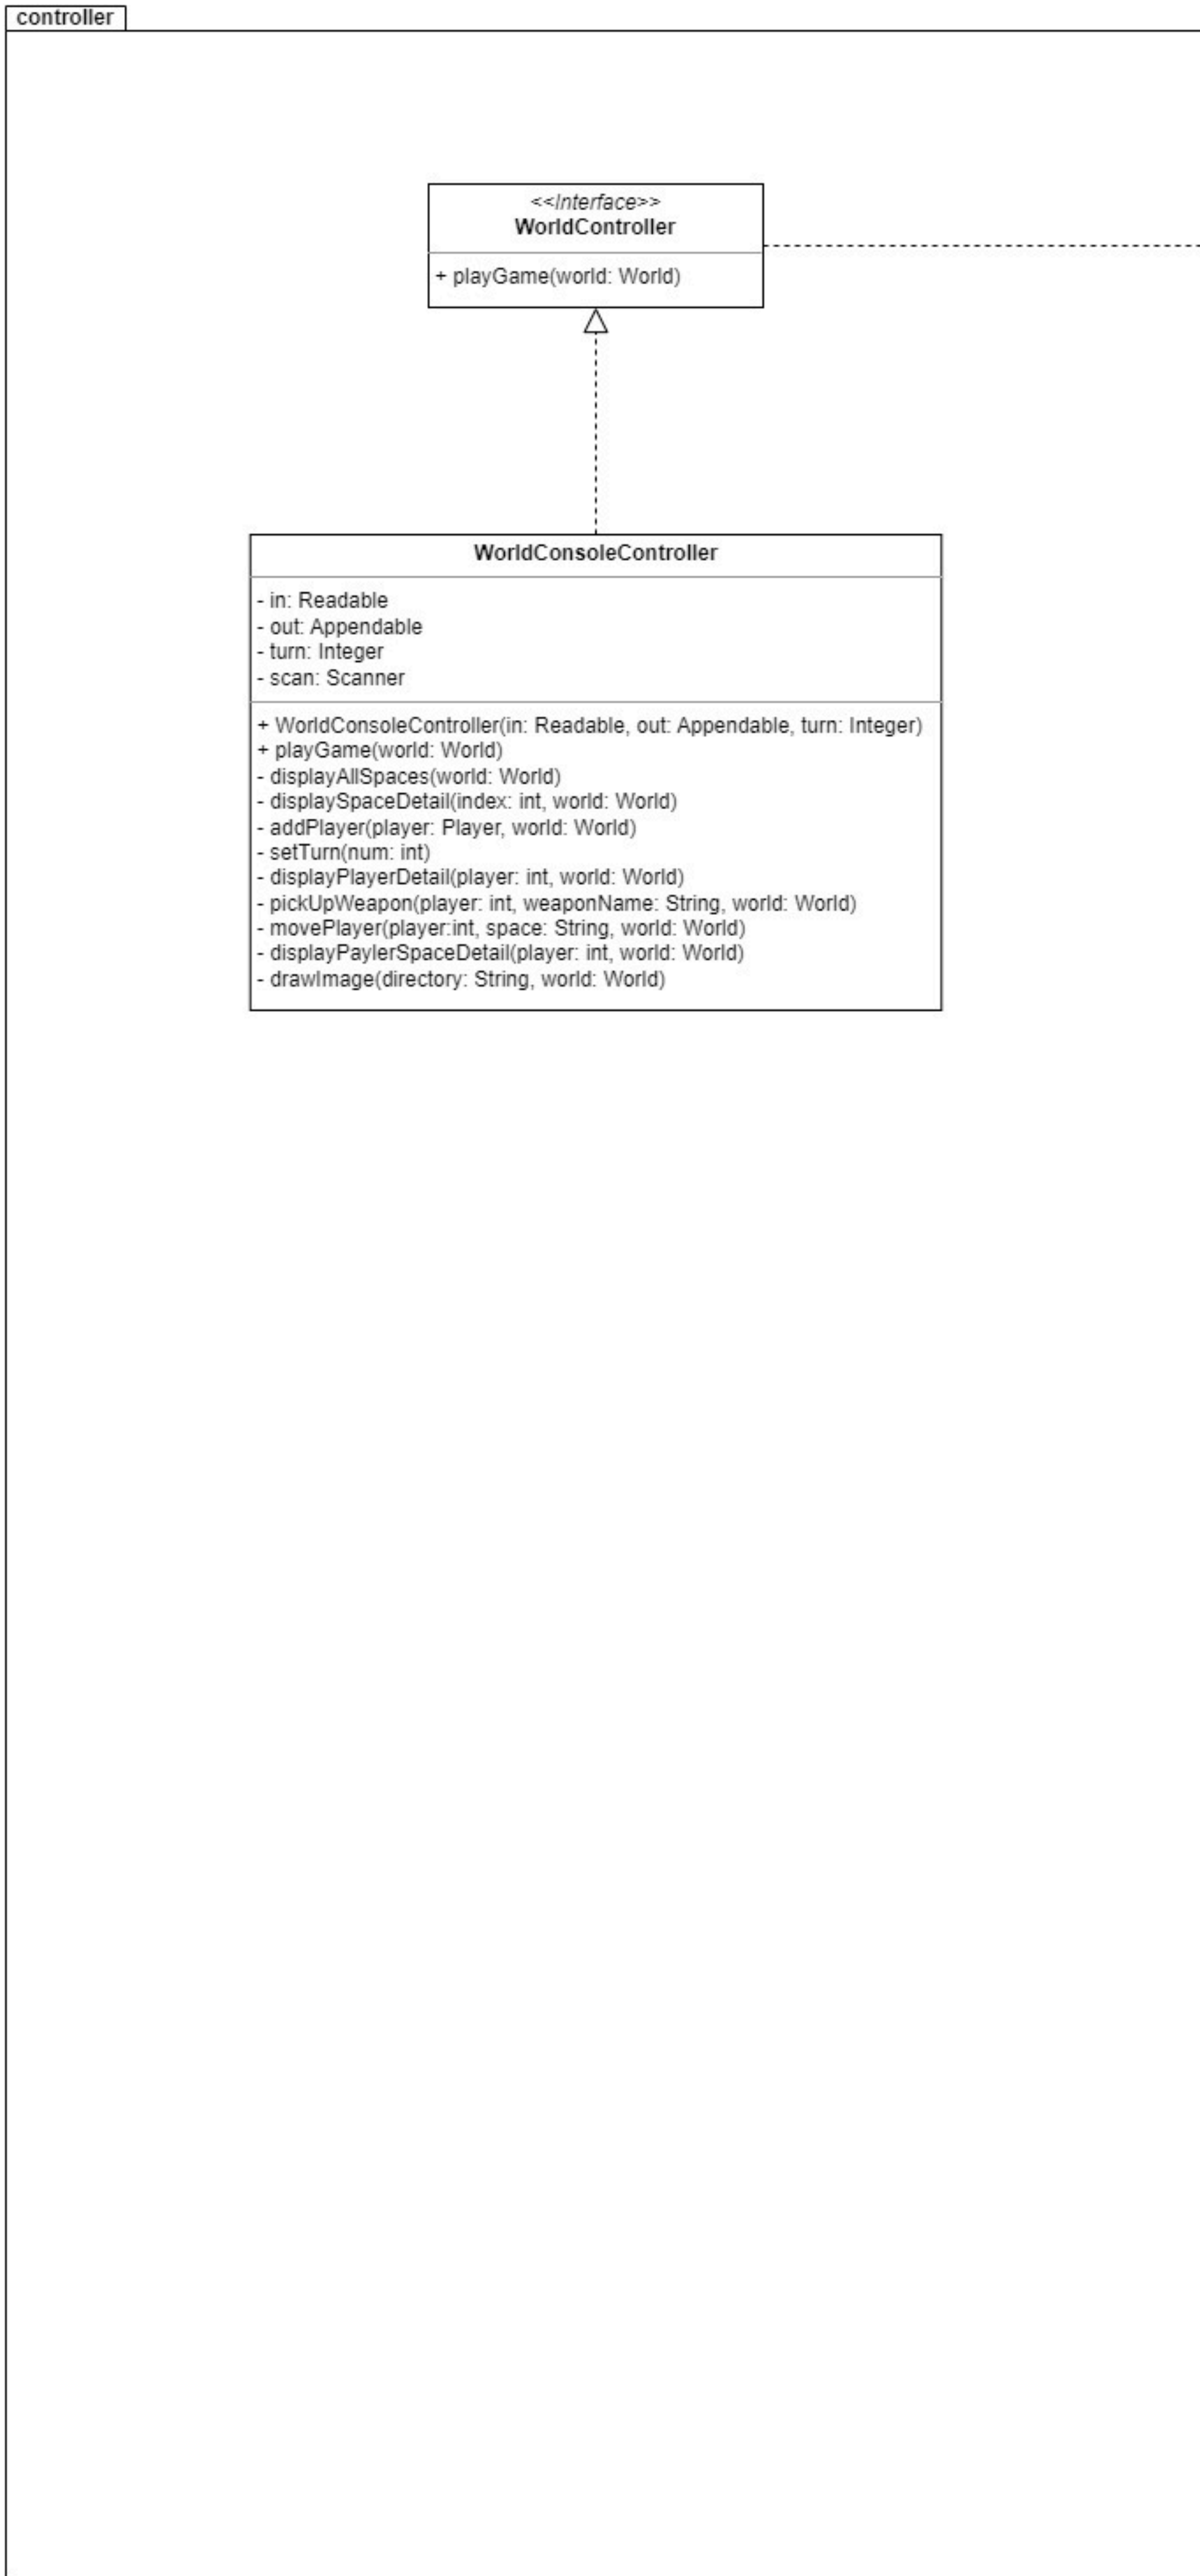 controller
<<Interface>>
WorldController
+ playGame(world: World)
WorldConsoleController
- in: Readable
- out: Appendable
- turn: Integer
- scan: Scanner
+ WorldConsoleController(in: Readable, out: Appendable, turn: Integer)
+ playGame(world: World)
- displayAllSpaces(world: World)
- displaySpaceDetail(index: int, world: World)
- addPlayer(player: Player, world: World)
- setTurn(num: int)
- displayPlayerDetail(player: int, world: World)
- pickUpWeapon(player: int, weaponName: String, world: World)
- movePlayer(player:int, space: String, world: World)
- displayPaylerSpaceDetail(player: int, world: World)
- drawImage(directory: String, world: World)